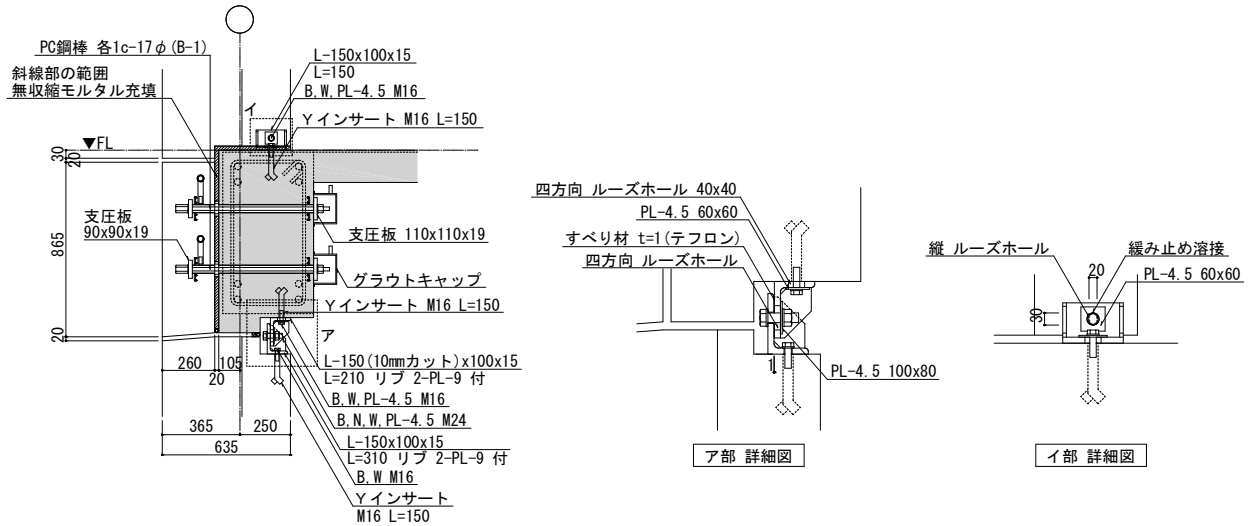 PC鋼棒 各1c-17φ(B-1)
斜線部の範囲
無収縮モルタル充填
L-150x100x15
L=150
B,W,PL-4.5 M16
イ
Yインサート M16 L=150
▼FL
30
20
865
20
支圧板
90x90x19
支圧板 110x110x19
グラウトキャップ
Yインサート M16 L=150
ア
L-150(10mmカット)x100x15
L=210 リブ 2-PL-9 付
B,W,PL-4.5 M16
B,N,W,PL-4.5 M24
L-150x100x15
L=310 リブ 2-PL-9 付
B,W M16
Yインサート
M16 L=150
260
105
20
365
250
635
四方向 ルーズホール 40x40
PL-4.5 60x60
すべり材 t=1(テフロン)
四方向 ルーズホール
1
PL-4.5 100x80
ア部 詳細図
縦 ルーズホール
緩み止め溶接
20
PL-4.5 60x60
30
イ部 詳細図